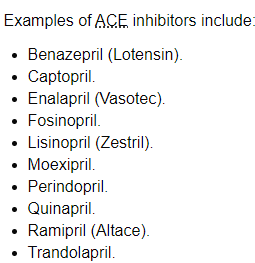 Examples of ACE inhibitors include:
• Benazepril (Lotensin).
• Captopril.
• Enalapril (Vasotec).
• Fosinopril.
• Lisinopril (Zestril).
• Moexipril.
• Perindopril.
• Quinapril.
• Ramipril (Altace).
• Trandolapril.